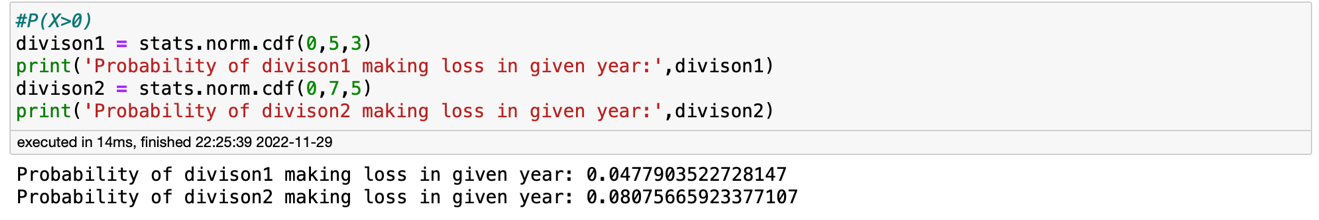 #P(X>0)
divison1 = stats.norm.cdf(0,5,3)
print('Probability of divison1 making loss in given year:',divison1)
divison2 = stats.norm.cdf(0,7,5)
print('Probability of divison2 making loss in given year:',divison2)
executed in 14ms, finished 22:25:39 2022-11-29
Probability of divison1 making loss in given year: 0.0477903522728147
Probability of divison2 making loss in given year: 0.08075665923377107